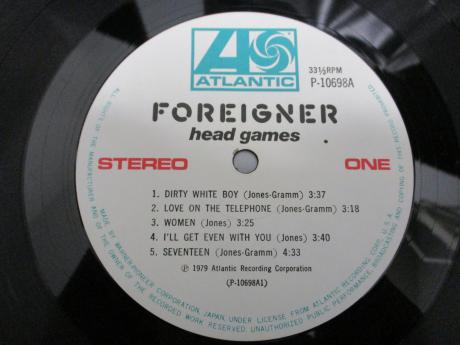 ATLANTIC
33⅓RPM
P-10698A
FOREIGNER
head games
STEREO
ONE
1. DIRTY WHITE BOY (Jones-Gramm) 3:37
2. LOVE ON THE TELEPHONE (Jones-Gramm) 3:18
3. WOMEN (Jones) 3:25
4. I'LL GET EVEN WITH YOU (Jones) 3:40
5. SEVENTEEN (Jones-Gramm) 4:33
Ⓟ 1979 Atlantic Recording Corporation
(P-10698A1)
ALL RIGHTS OF THE MANUFACTURER AND OF THE OWNER OF THE RECORDED WORK RESERVED. UNAUTHORIZED PUBLIC PERFORMANCE, BROADCASTING AND COPYING OF THIS RECORD PROHIBITED.
MADE BY WARNER-PIONEER CORPORATION, JAPAN, UNDER LICENSE FROM ATLANTIC RECORDING CORP., U.S.A.